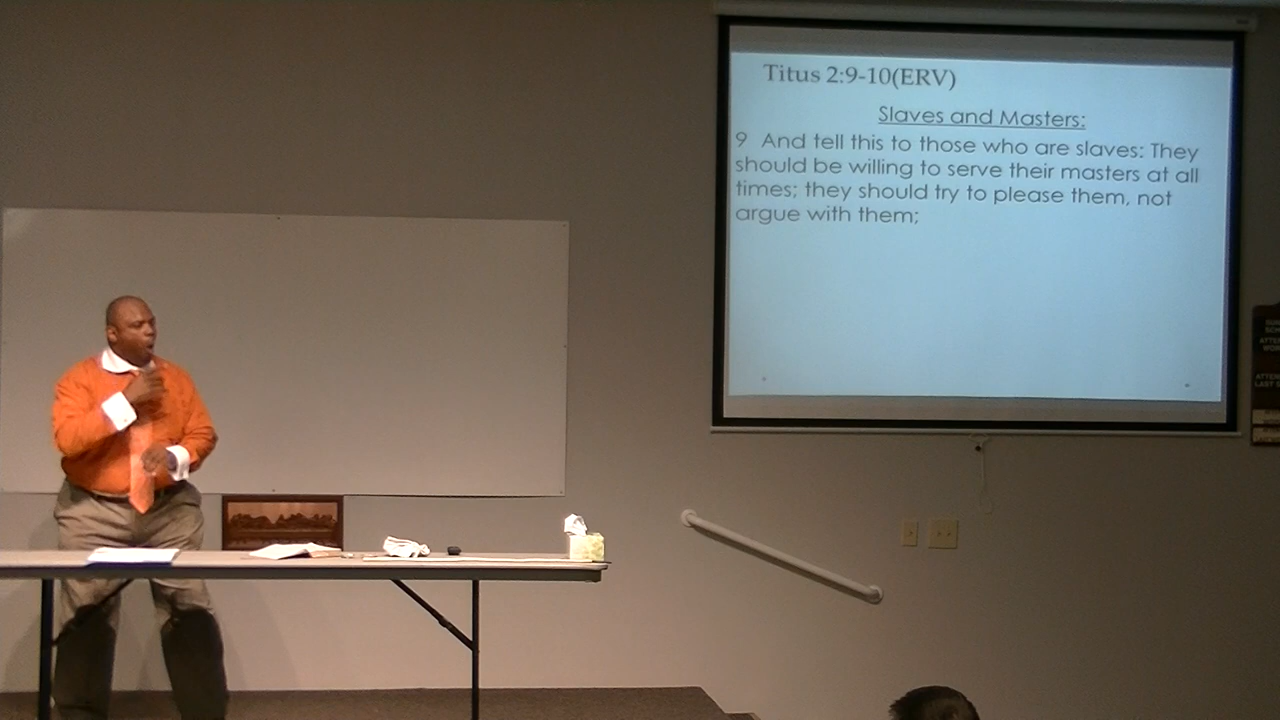 Titus 2:9-10(ERV)
Slaves and Masters:
9 And tell this to those who are slaves: They
should be willing to serve their masters at all
times; they should try to please them, not
argue with them;